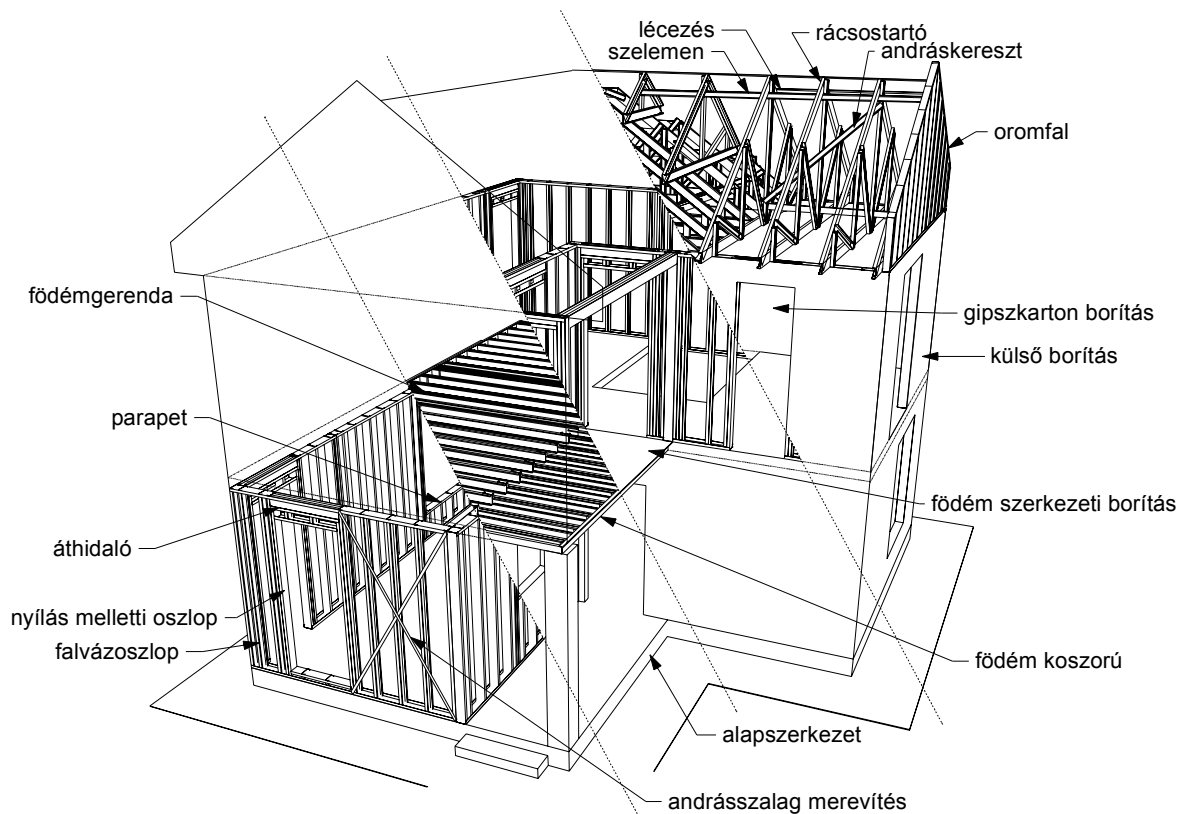 lécezés
szelemen
rácsostartó
andráskereszt
oromfal
födémgerenda
gipszkarton borítás
külső borítás
parapet
födém szerkezeti borítás
áthidaló
nyílás melletti oszlop
falvázoszlop
födém koszorú
alapszerkezet
andrásszalag merevítés